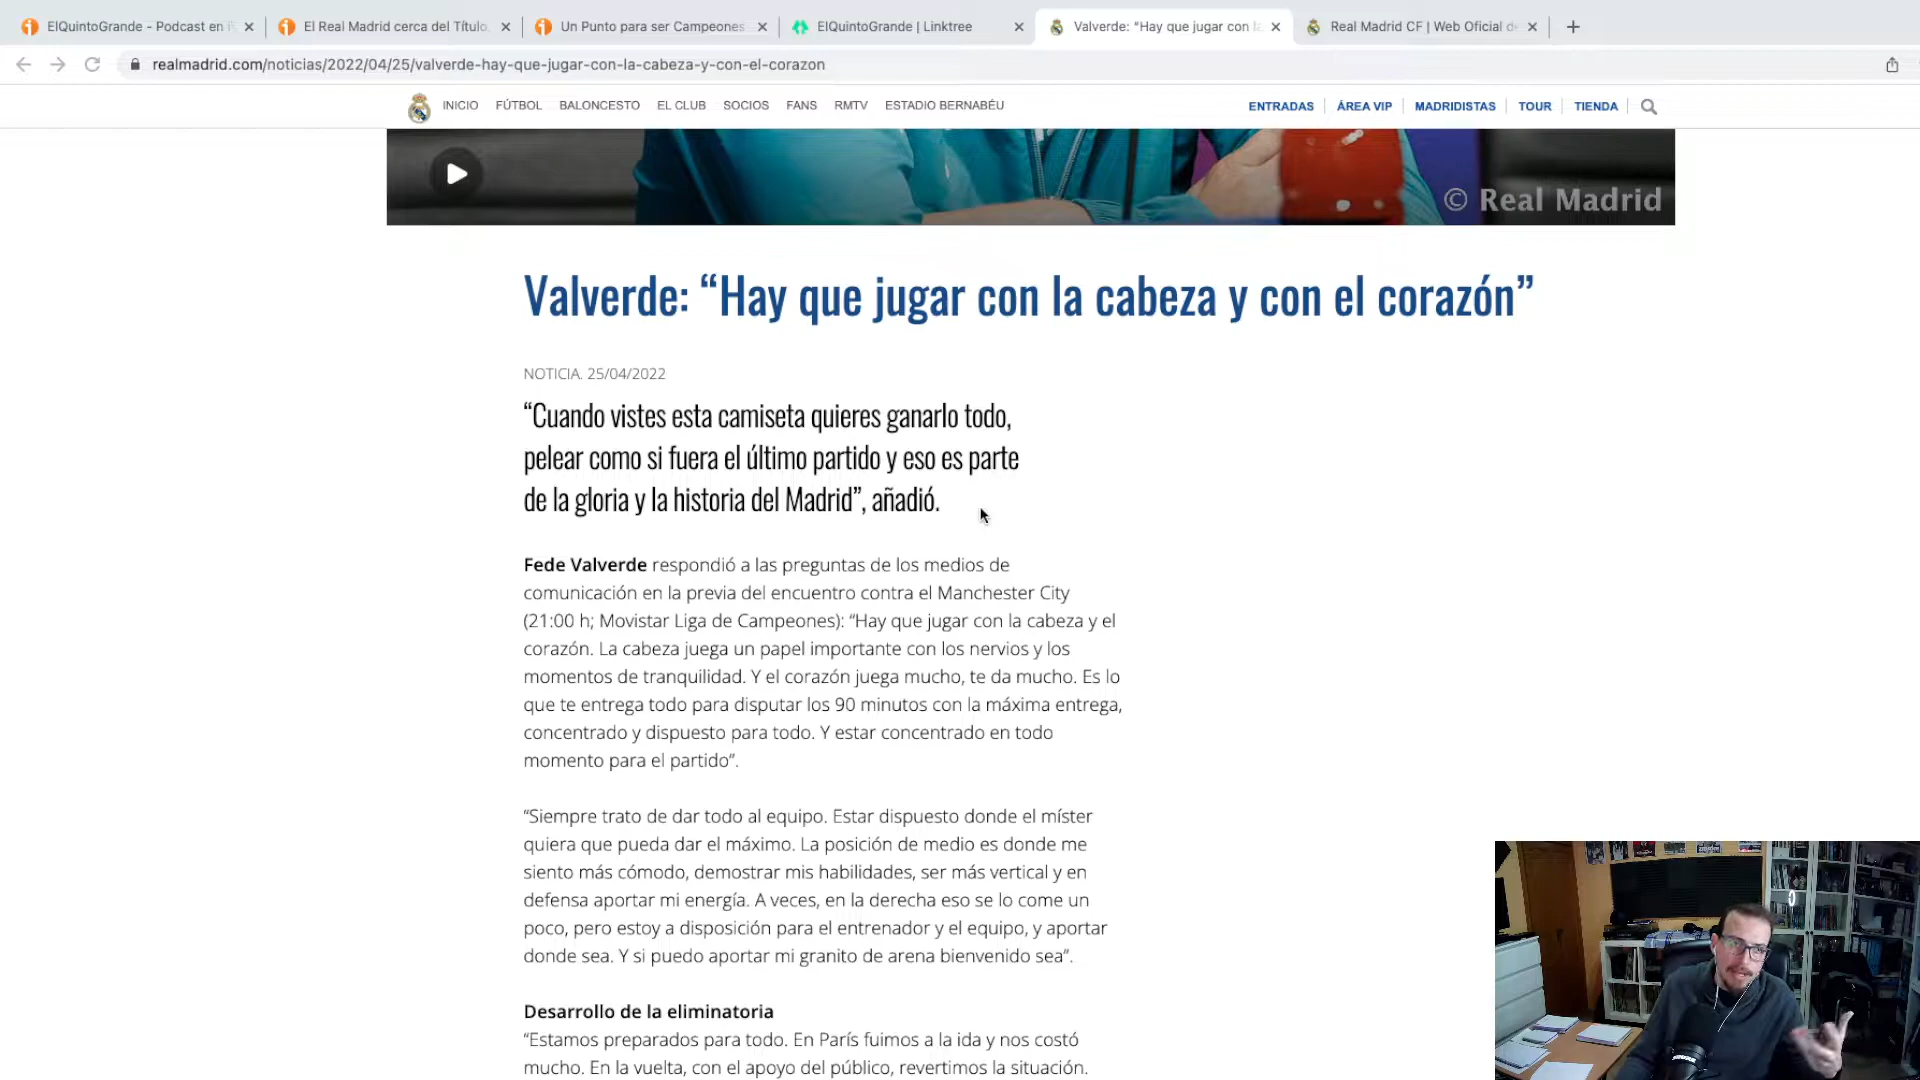 ElQuintoGrande - Podcast en
El Real Madrid cerca del Título
Un Punto para ser Campeones
ElQuintoGrande | Linktree
Valverde: “Hay que jugar con la
Real Madrid CF | Web Oficial de
realmadrid.com/noticias/2022/04/25/valverde-hay-que-jugar-con-la-cabeza-y-con-el-corazon
INICIO FÚTBOL BALONCESTO EL CLUB SOCIOS FANS RMTV ESTADIO BERNABÉU
ENTRADAS ÁREA VIP MADRIDISTAS TOUR TIENDA
© Real Madrid
Valverde: “Hay que jugar con la cabeza y con el corazón”
NOTICIA. 25/04/2022
“Cuando vistes esta camiseta quieres ganarlo todo,
pelear como si fuera el último partido y eso es parte
de la gloria y la historia del Madrid”, añadió.
Fede Valverde respondió a las preguntas de los medios de
comunicación en la previa del encuentro contra el Manchester City
(21:00 h; Movistar Liga de Campeones): “Hay que jugar con la cabeza y el
corazón. La cabeza juega un papel importante con los nervios y los
momentos de tranquilidad. Y el corazón juega mucho, te da mucho. Es lo
que te entrega todo para disputar los 90 minutos con la máxima entrega,
concentrado y dispuesto para todo. Y estar concentrado en todo
momento para el partido”.
“Siempre trato de dar todo al equipo. Estar dispuesto donde el míster
quiera que pueda dar el máximo. La posición de medio es donde me
siento más cómodo, demostrar mis habilidades, ser más vertical y en
defensa aportar mi energía. A veces, en la derecha eso se lo come un
poco, pero estoy a disposición para el entrenador y el equipo, y aportar
donde sea. Y si puedo aportar mi granito de arena bienvenido sea”.
Desarrollo de la eliminatoria
“Estamos preparados para todo. En París fuimos a la ida y nos costó
mucho. En la vuelta, con el apoyo del público, revertimos la situación.